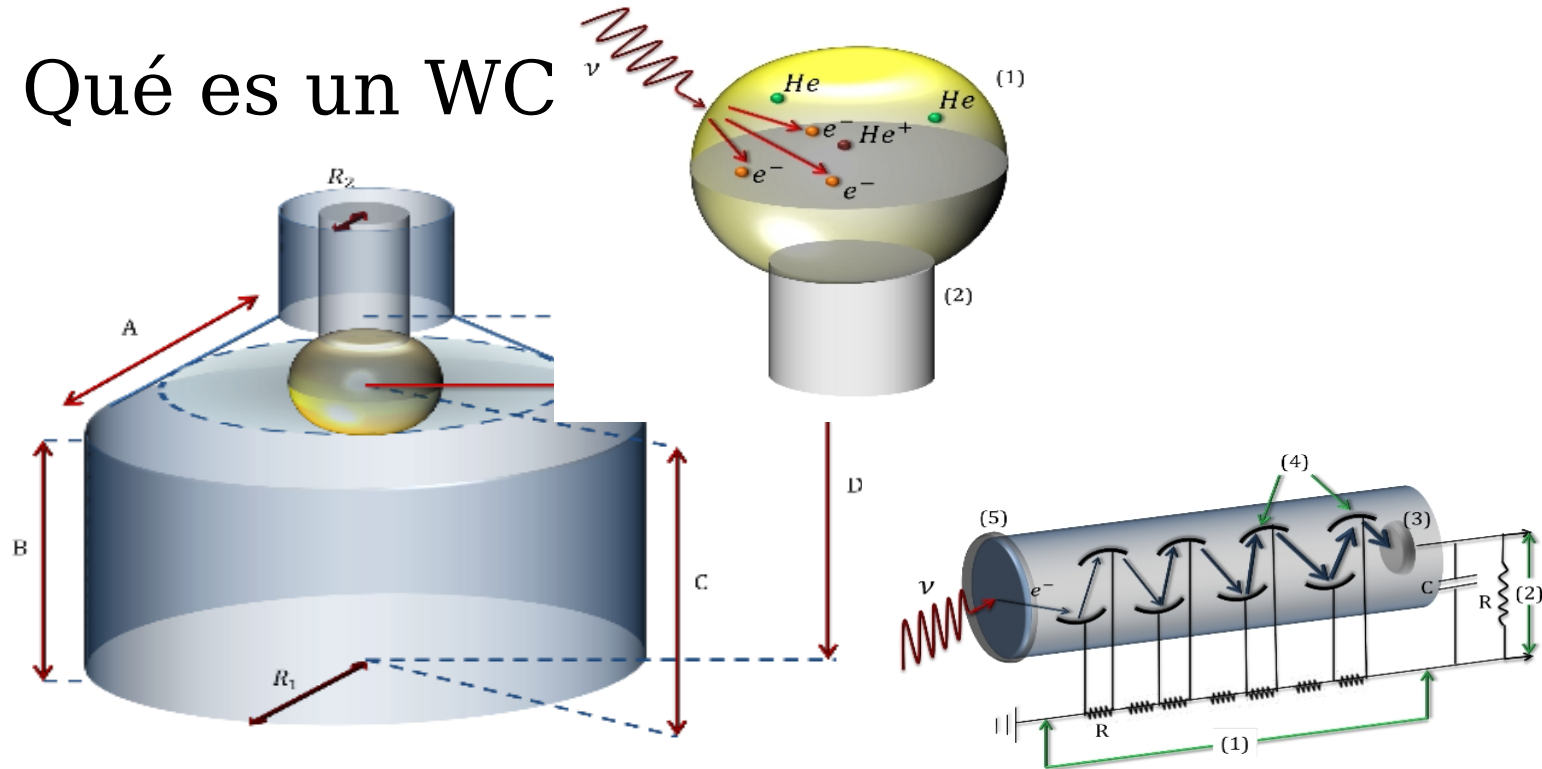 Qué es un WC
ν
He
He
e⁻
He⁺
e⁻
e⁻
(1)
(2)
R₂
A
B
C
D
R₁
(4)
(5)
(3)
ν
e⁻
C
R
(2)
R
(1)